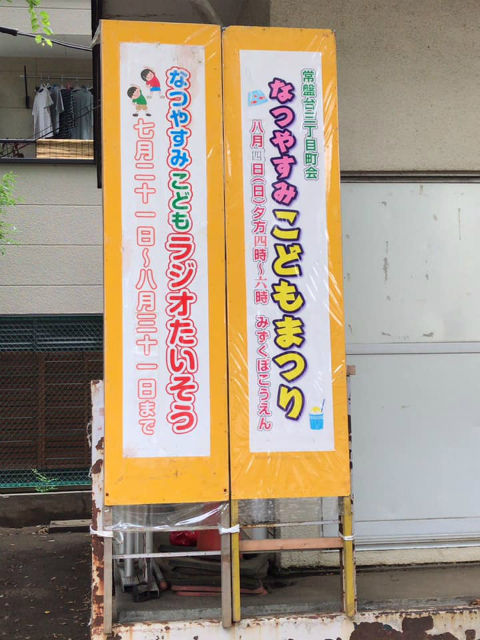 常盤台三丁目町会
なつやすみこどもまつり
八月四日(日)夕方四時～六時 みずくぼこうえん
なつやすみこどもラジオたいそう
七月二十一日～八月三十一日まで